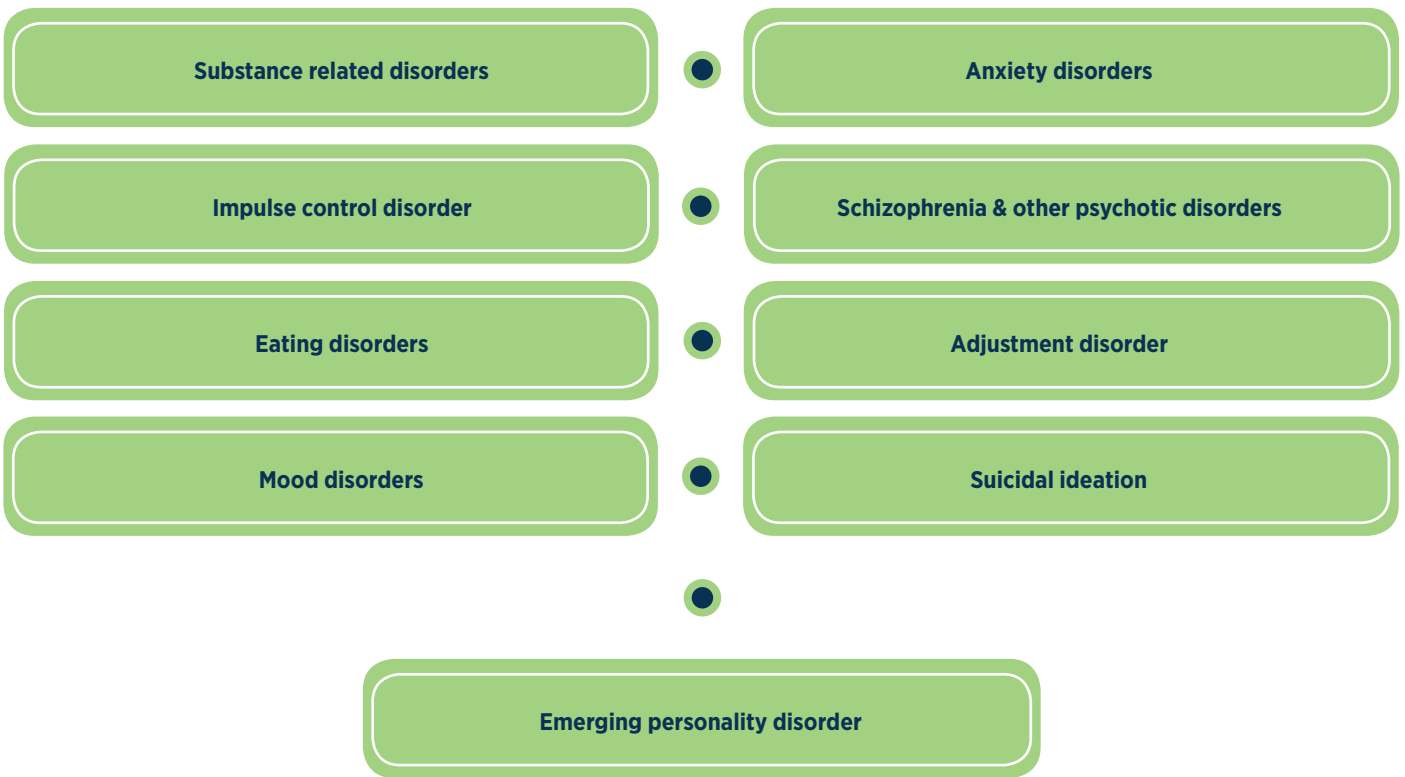 Substance related disorders
Anxiety disorders
Impulse control disorder
Schizophrenia & other psychotic disorders
Eating disorders
Adjustment disorder
Mood disorders
Suicidal ideation
Emerging personality disorder